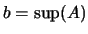 b = sup(A)